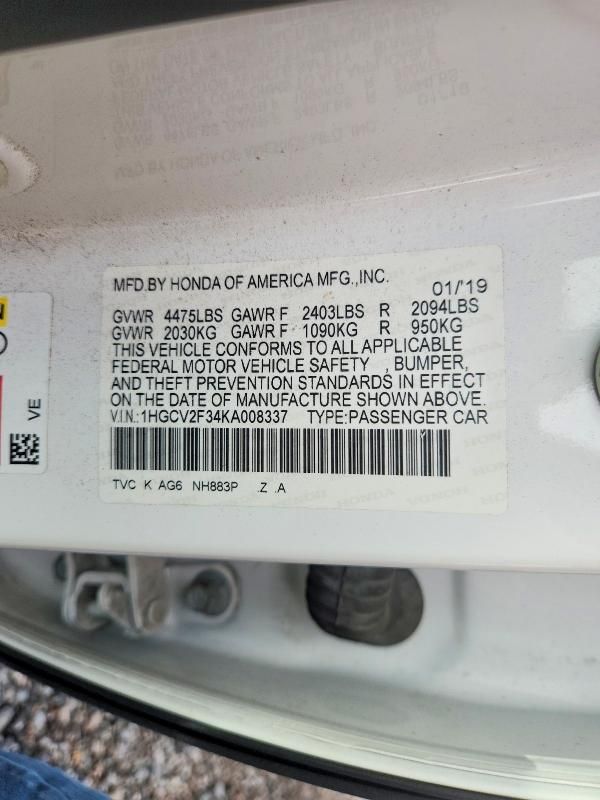 MFD.BY HONDA OF AMERICA MFG.,INC. 01/'19
GVWR 4475LBS GAWR F 2403LBS R 2094LBS
GVWR 2030KG GAWR F 1090KG R 950KG
THIS VEHICLE CONFORMS TO ALL APPLICABLE
FEDERAL MOTOR VEHICLE SAFETY , BUMPER,
AND THEFT PREVENTION STANDARDS IN EFFECT
ON THE DATE OF MANUFACTURE SHOWN ABOVE.
V.I.N.:1HGCV2F34KA008337 TYPE:PASSENGER CAR
TVC K AG6 NH883P .Z .A
VE